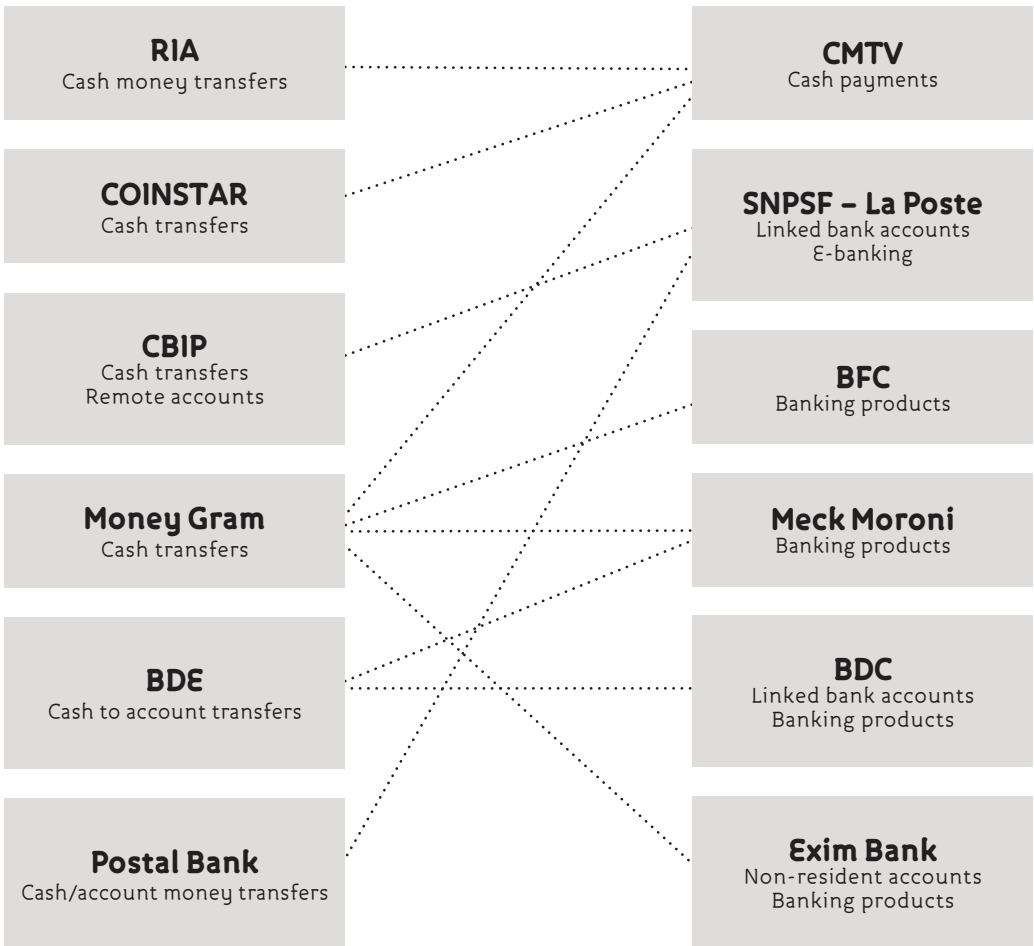 RIA
Cash money transfers
COINSTAR
Cash transfers
CBIP
Cash transfers
Remote accounts
Money Gram
Cash transfers
BDE
Cash to account transfers
Postal Bank
Cash/account money transfers
CMTV
Cash payments
SNPSF – La Poste
Linked bank accounts
E-banking
BFC
Banking products
Meck Moroni
Banking products
BDC
Linked bank accounts
Banking products
Exim Bank
Non-resident accounts
Banking products